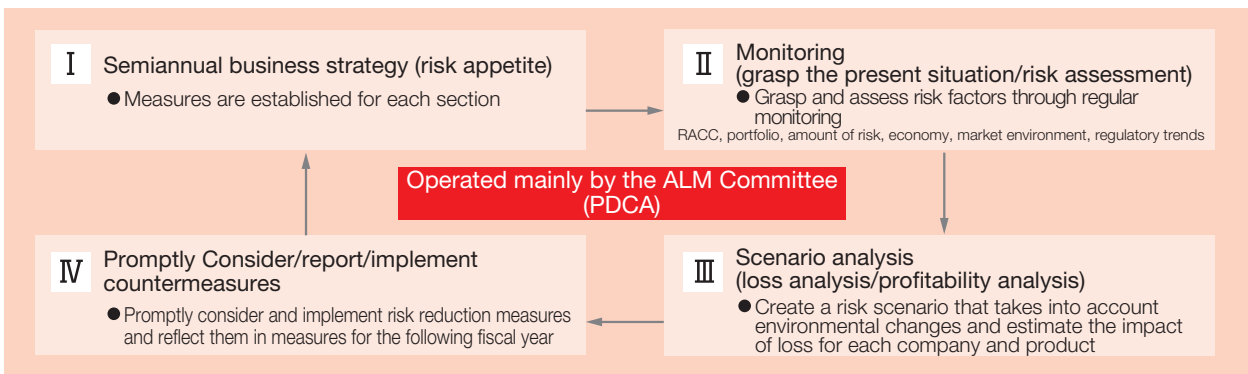 Ⅰ
Semiannual business strategy (risk appetite)
● Measures are established for each section
Ⅱ
Monitoring
(grasp the present situation/risk assessment)
● Grasp and assess risk factors through regular
monitoring
RACC, portfolio, amount of risk, economy, market environment, regulatory trends
Operated mainly by the ALM Committee
(PDCA)
Ⅳ
Promptly Consider/report/implement
countermeasures
● Promptly consider and implement risk reduction measures
and reflect them in measures for the following fiscal year
Ⅲ
Scenario analysis
(loss analysis/profitability analysis)
● Create a risk scenario that takes into account
environmental changes and estimate the impact
of loss for each company and product